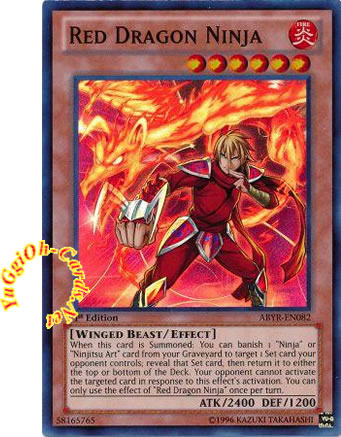 RED DRAGON NINJA
FIRE
炎
YuGgiOh-Cards.Net
1st Edition
ABYR-EN082
[WINGED BEAST/EFFECT]
When this card is Summoned: You can banish 1 "Ninja" or
"Ninjitsu Art" card from your Graveyard to target 1 Set card your
opponent controls; reveal that Set card, then return it to either
the top or bottom of the Deck. Your opponent cannot activate
the targeted card in response to this effect's activation. You can
only use the effect of "Red Dragon Ninja" once per turn.
ATK/2400 DEF/1200
58165765
©1996 KAZUKI TAKAHASHI